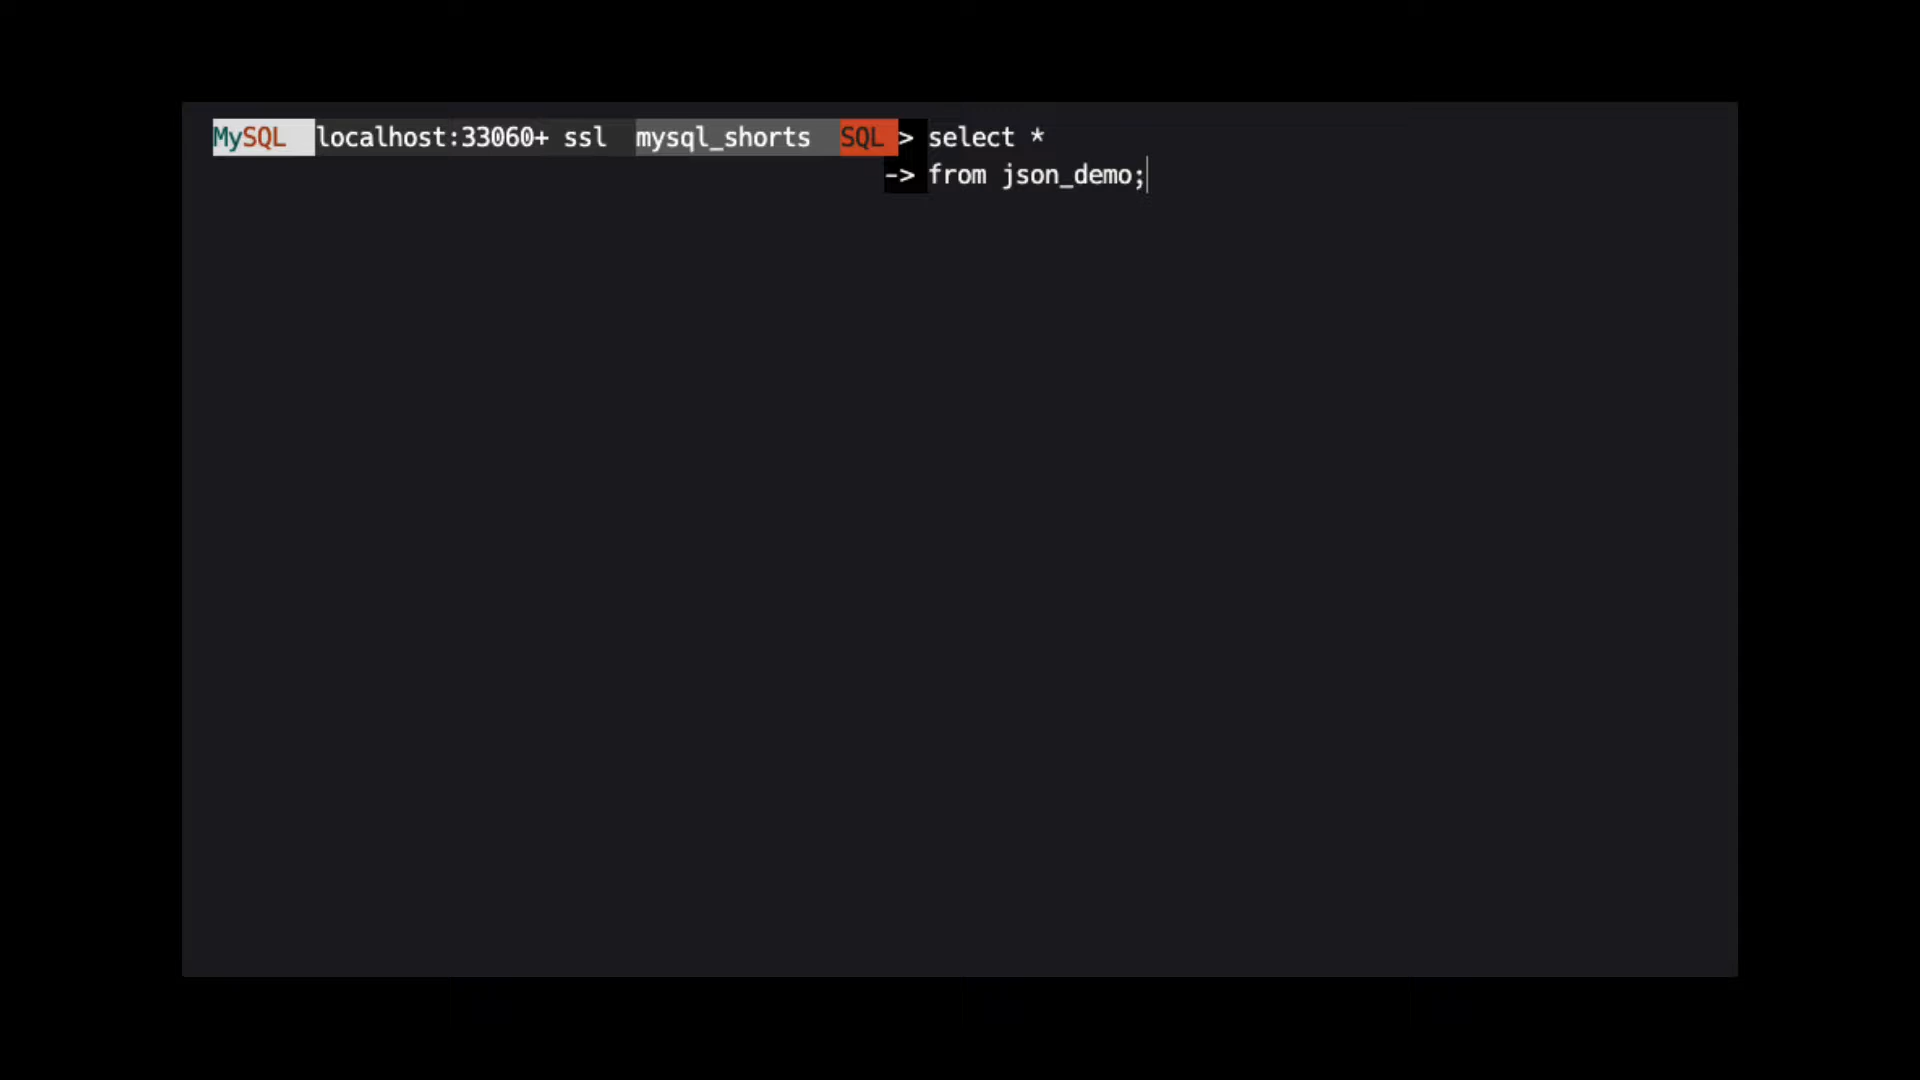 MySQL localhost:33060+ ssl mysql_shorts SQL > select *
-> from json_demo;